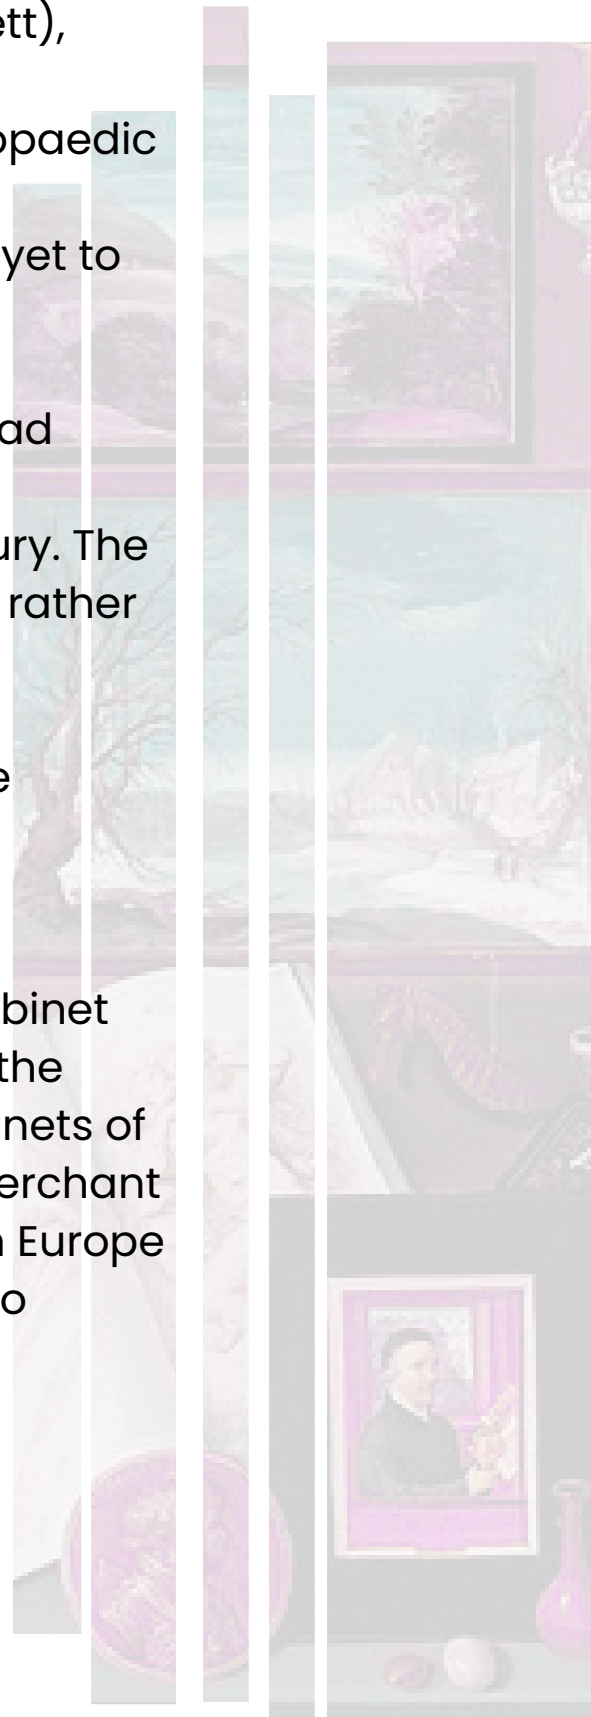 ett),
opaedic
yet to
ad
ury. The
rather
e
binet
the
nets of
erchant
n Europe
o